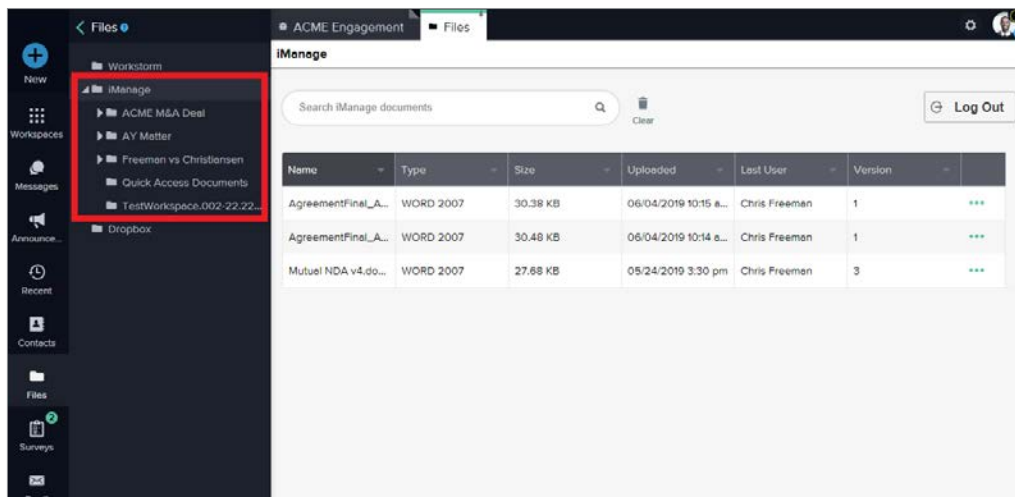 Files
ACME Engagement
Files
New
Workspaces
Messages
Announce...
Recent
Contacts
Files
2
Surveys
Workstorm
iManage
ACME M&A Deal
AY Matter
Freeman vs Christiansen
Quick Access Documents
TestWorkspace.002-22.22...
Dropbox
iManage
Search iManage documents
Clear
Log Out
Name Type Size Uploaded Last User Version
AgreementFinal_A... WORD 2007 30.38 KB 06/04/2019 10:15 a... Chris Freeman 1
AgreementFinal_A... WORD 2007 30.48 KB 06/04/2019 10:14 a... Chris Freeman 1
Mutual NDA v4.do... WORD 2007 27.68 KB 05/24/2019 3:30 pm Chris Freeman 3